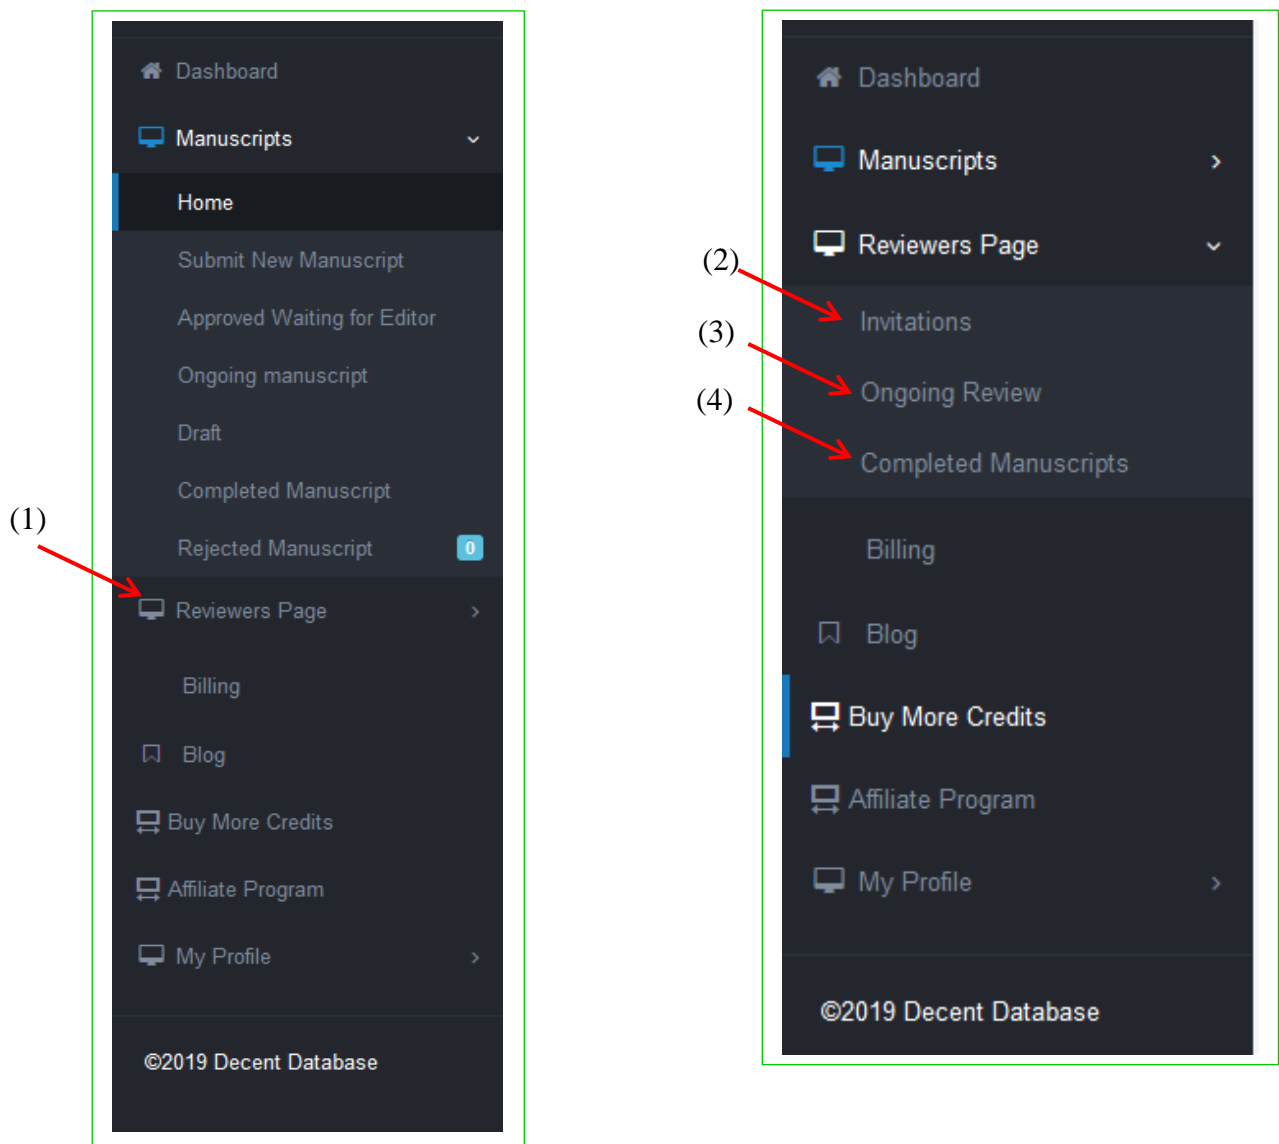 Dashboard
Manuscripts
Home
Submit New Manuscript
Approved Waiting for Editor
Ongoing manuscript
Draft
Completed Manuscript
(1)
Rejected Manuscript 0
Reviewers Page
Billing
Blog
Buy More Credits
Affiliate Program
My Profile
©2019 Decent Database
Dashboard
Manuscripts
Reviewers Page
(2)
Invitations
(3)
Ongoing Review
(4)
Completed Manuscripts
Billing
Blog
Buy More Credits
Affiliate Program
My Profile
©2019 Decent Database